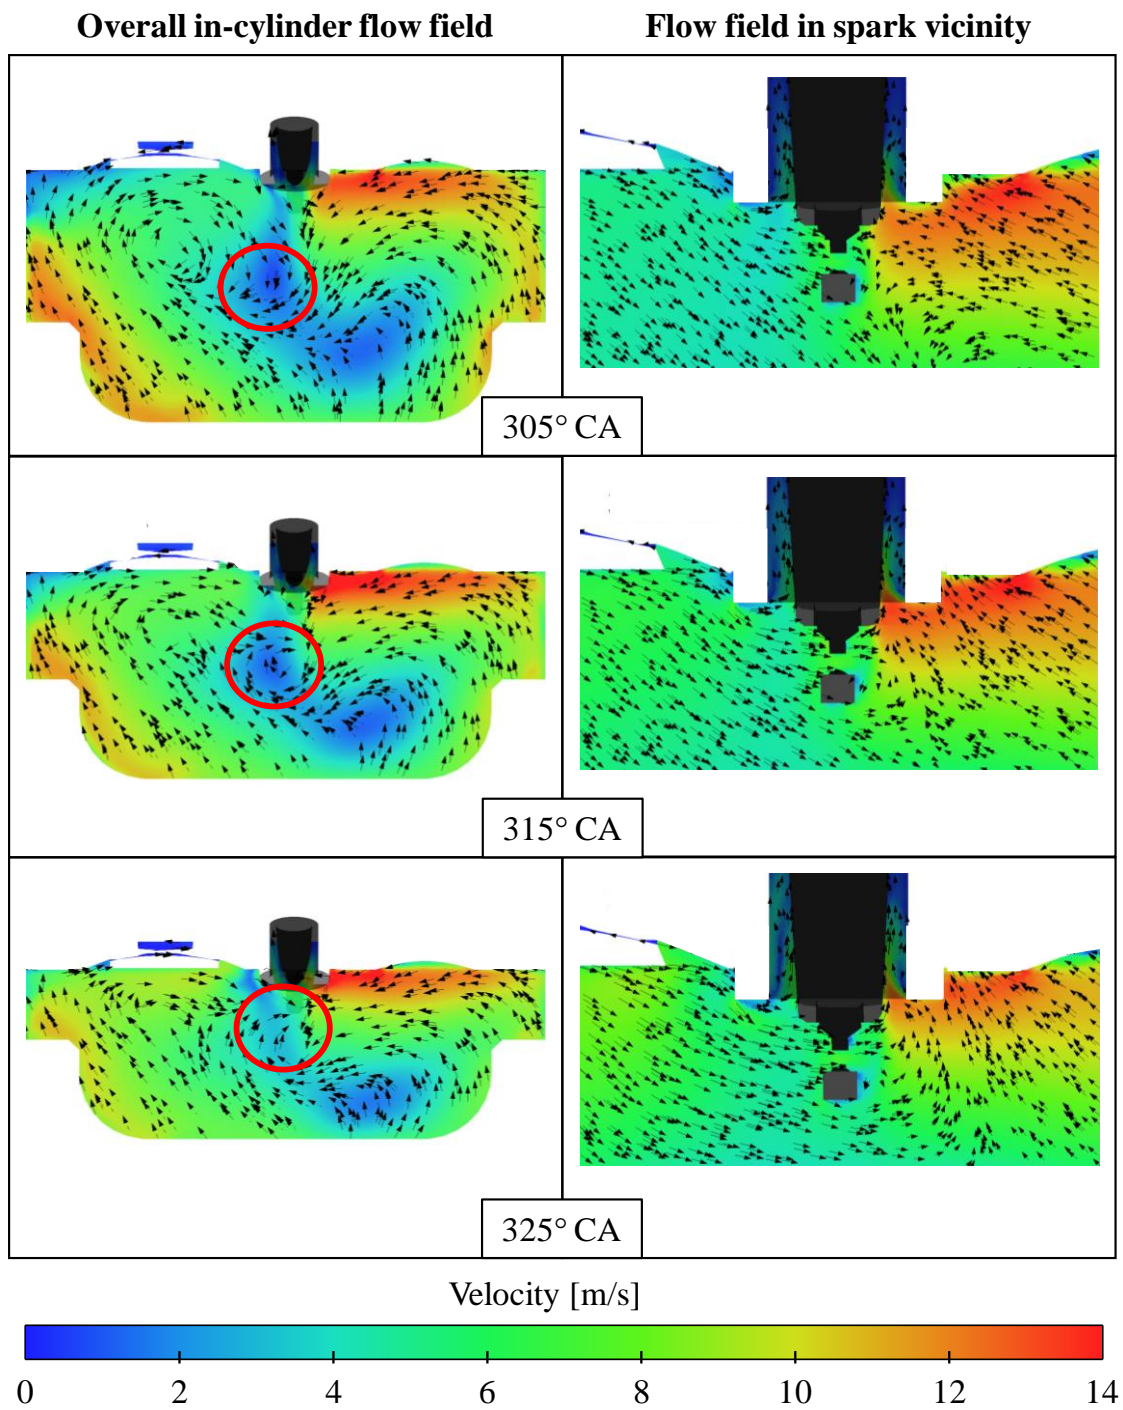 Overall in-cylinder flow field
Flow field in spark vicinity
305° CA
315° CA
325° CA
Velocity [m/s]
0 2 4 6 8 10 12 14